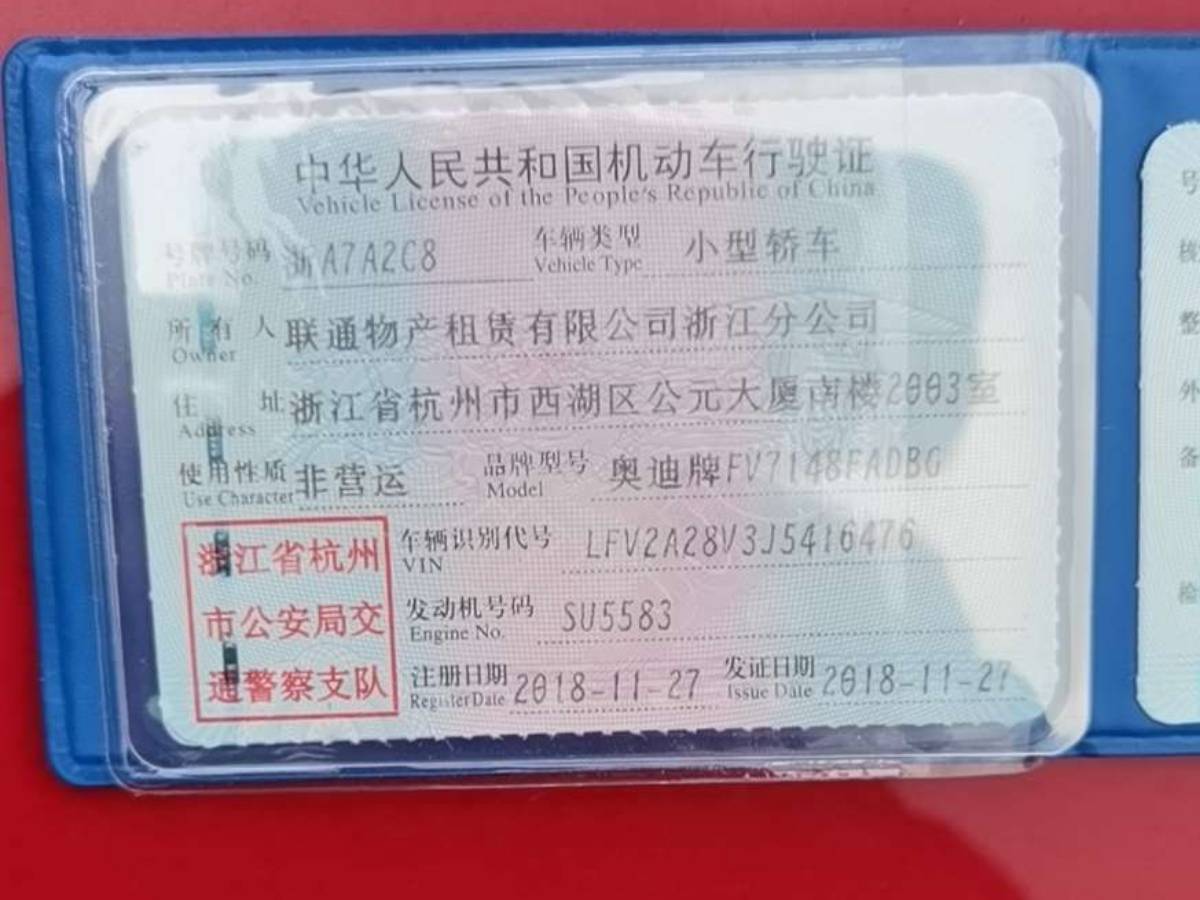 中华人民共和国机动车行驶证
Vehicle License of the People's Republic of China
号牌号码 浙A7A2C8 车辆类型 小型轿车
Plate No. Vehicle Type
所有人 联通物产租赁有限公司浙江分公司
Owner
住址 浙江省杭州市西湖区公元大厦南楼2003室
Address
使用性质 非营运 品牌型号 奥迪牌FV7148FADBG
Use Character Model
浙江省杭州 车辆识别代号 LFV2A28V3J5416476
VIN
市公安局交 发动机号码 SU5583
Engine No.
通警察支队 注册日期 2018-11-27 发证日期 2018-11-27
Register Date Issue Date
号
核
整
外
备
检